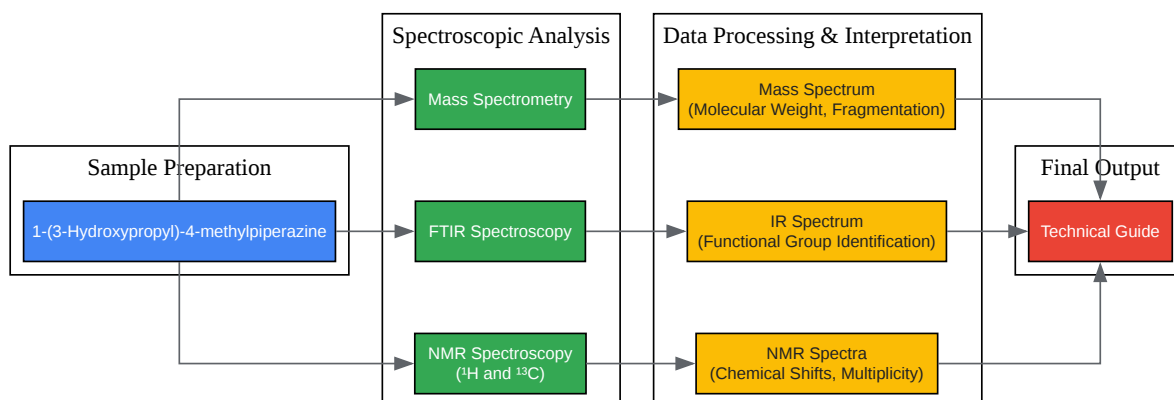 Spectroscopic Analysis
Data Processing & Interpretation
Mass Spectrometry
Mass Spectrum
(Molecular Weight, Fragmentation)
Sample Preparation
Final Output
1-(3-Hydroxypropyl)-4-methylpiperazine
FTIR Spectroscopy
IR Spectrum
(Functional Group Identification)
Technical Guide
NMR Spectroscopy
(¹H and ¹³C)
NMR Spectra
(Chemical Shifts, Multiplicity)